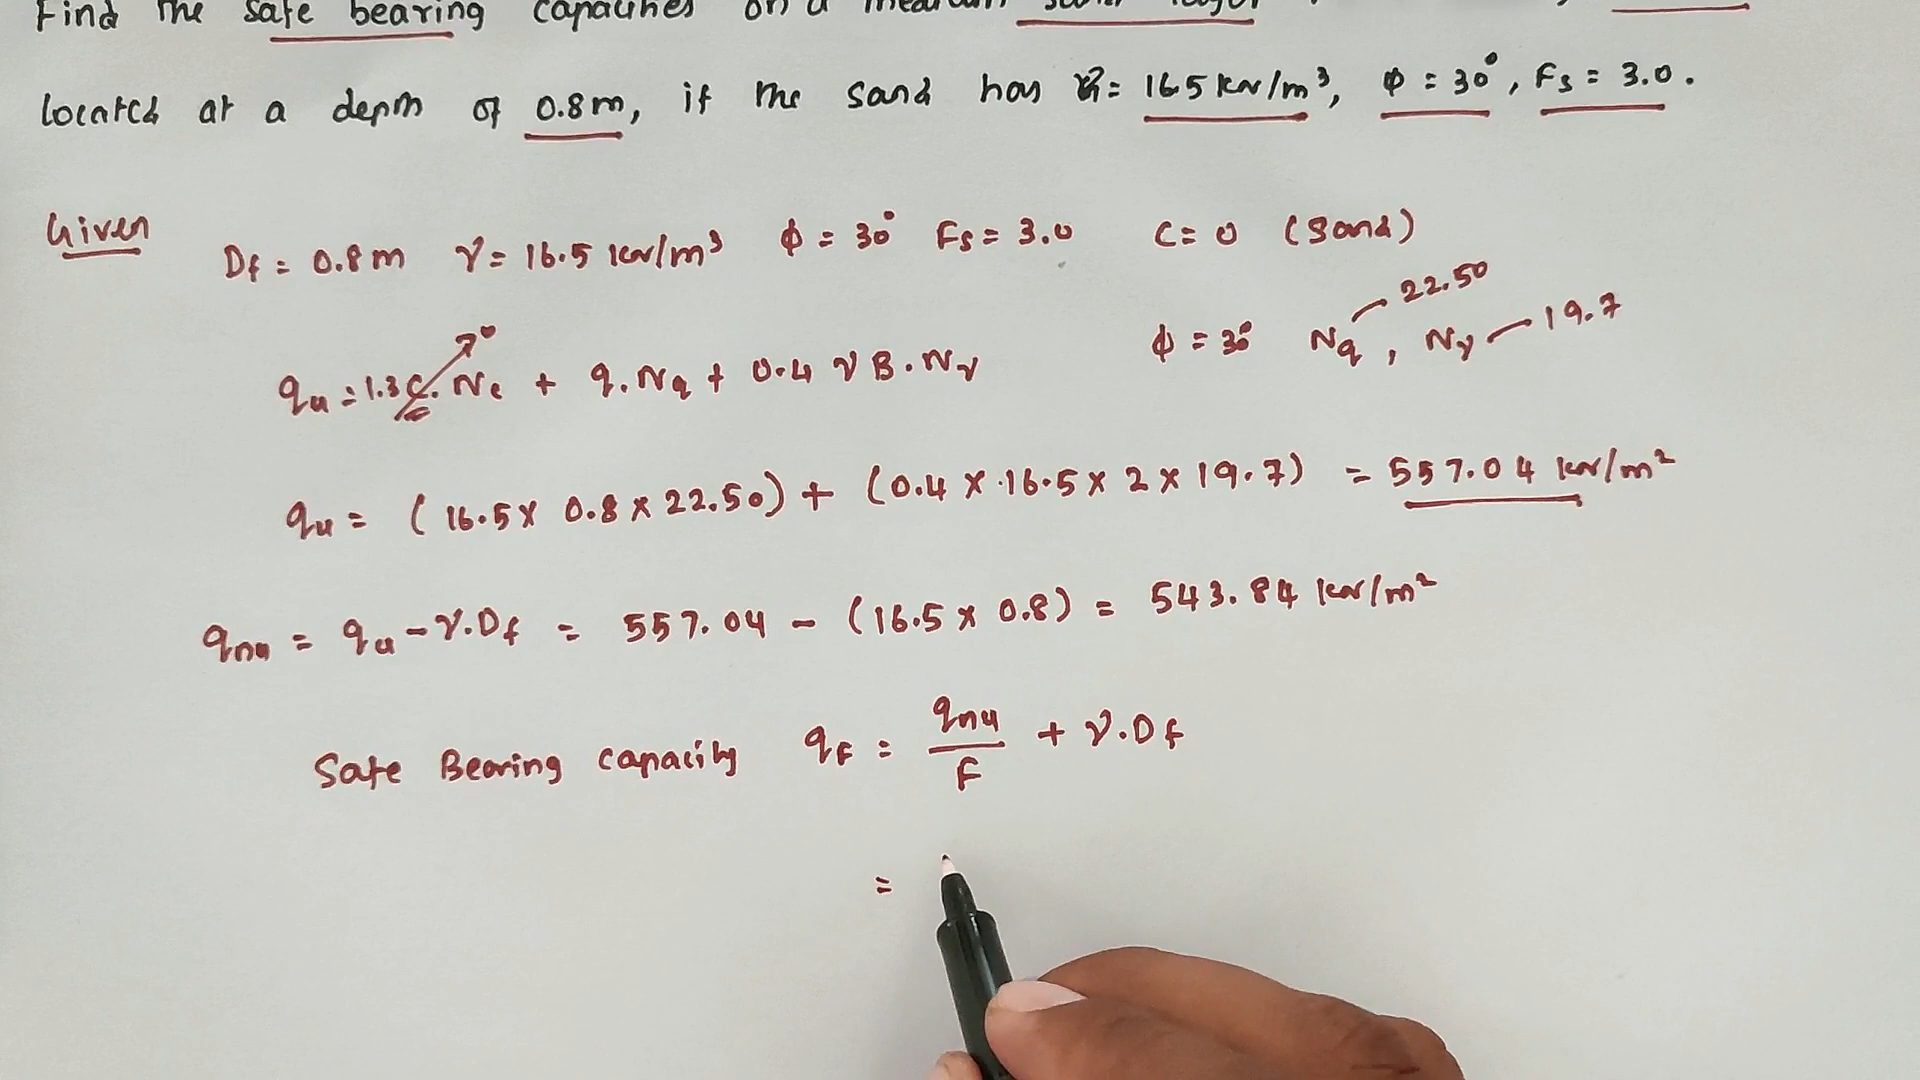 Find the safe bearing capacities on a medium
located at a depth of 0.8m, if the sand has γ = 16.5 kN/m³, φ = 30°, Fs = 3.0.
Given
Df = 0.8m γ = 16.5 kN/m³ φ = 30° Fs = 3.0 C = 0 (Sand)
φ = 30° Nq 22.50, Nγ 19.7
qu = 1.3 C. Nc + q. Nq + 0.4 γ B. Nγ
0
qu = (16.5 x 0.8 x 22.50) + (0.4 x 16.5 x 2 x 19.7) = 557.04 kN/m²
qnu = qu - γ.Df = 557.04 - (16.5 x 0.8) = 543.84 kN/m²
Safe Bearing capacity qF = qnu / F + γ.Df
=